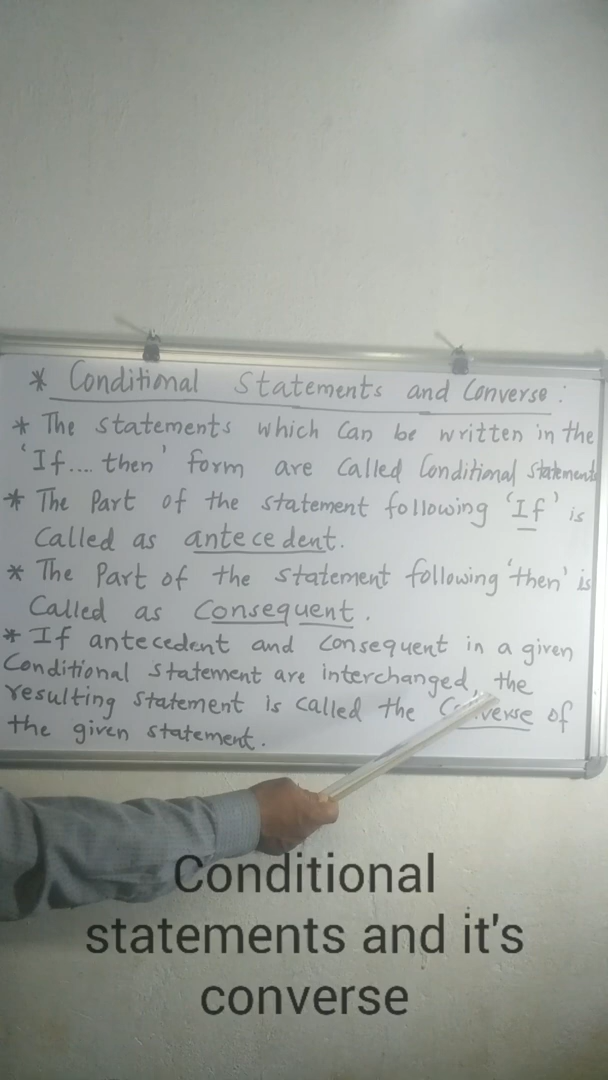 * Conditional Statements and Converse :
* The statements which can be written in the
'If.... then' form are called Conditional statements
* The Part of the statement following 'If' is
Called as antecedent.
* The Part of the statement following 'then' is
Called as Consequent.
* If antecedent and Consequent in a given
Conditional statement are interchanged, the
resulting statement is called the Converse of
the given statement.
Conditional
statements and it's
converse